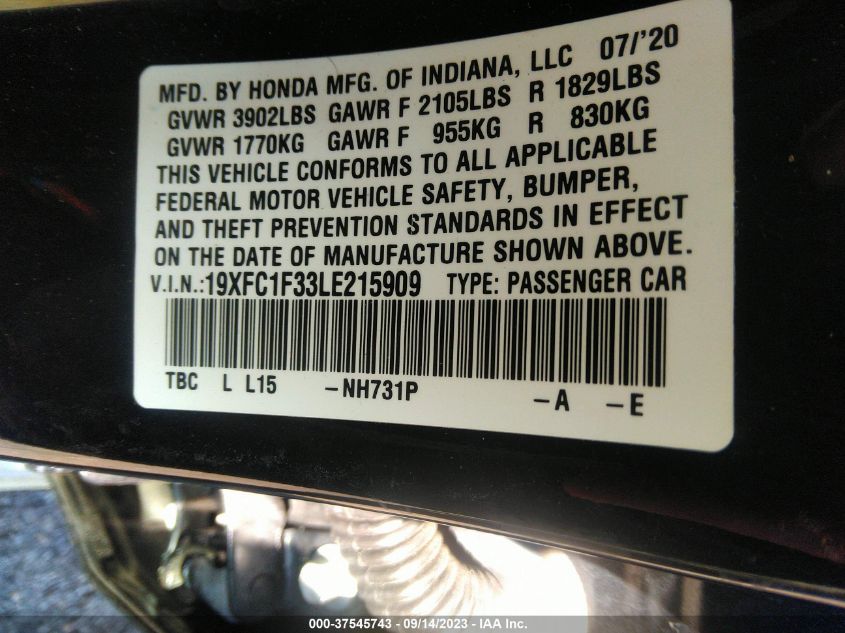 MFD. BY HONDA MFG. OF INDIANA, LLC 07/'20
GVWR 3902LBS GAWR F 2105LBS R 1829LBS
GVWR 1770KG GAWR F 955KG R 830KG
THIS VEHICLE CONFORMS TO ALL APPLICABLE
FEDERAL MOTOR VEHICLE SAFETY, BUMPER,
AND THEFT PREVENTION STANDARDS IN EFFECT
ON THE DATE OF MANUFACTURE SHOWN ABOVE.
V.I.N.:19XFC1F33LE215909 TYPE: PASSENGER CAR
TBC L L15 -NH731P -A -E
000-37545743 - 09/14/2023 - IAA Inc.